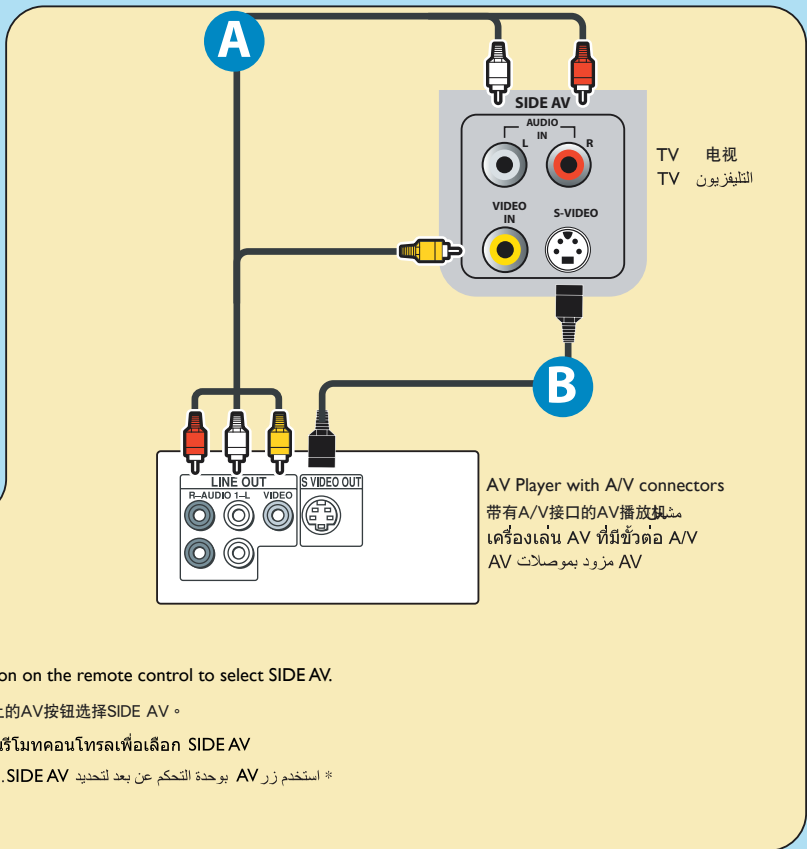 A
SIDE AV
AUDIO
IN
L R
TV 电视
TV التليفزيون
VIDEO
IN
S-VIDEO
B
LINE OUT
S VIDEO OUT
R–AUDIO 1–L VIDEO
AV Player with A/V connectors
带有A/V接口的AV播放机
مشغل
เครื่องเล่น AV ที่มีขั้วต่อ A/V
AV مزود بموصلات AV
on on the remote control to select SIDE AV.
上的AV按钮选择SIDE AV。
นรีโมทคอนโทรลเพื่อเลือก SIDE AV
* استخدم زر AV بوحدة التحكم عن بعد لتحديد SIDE AV.